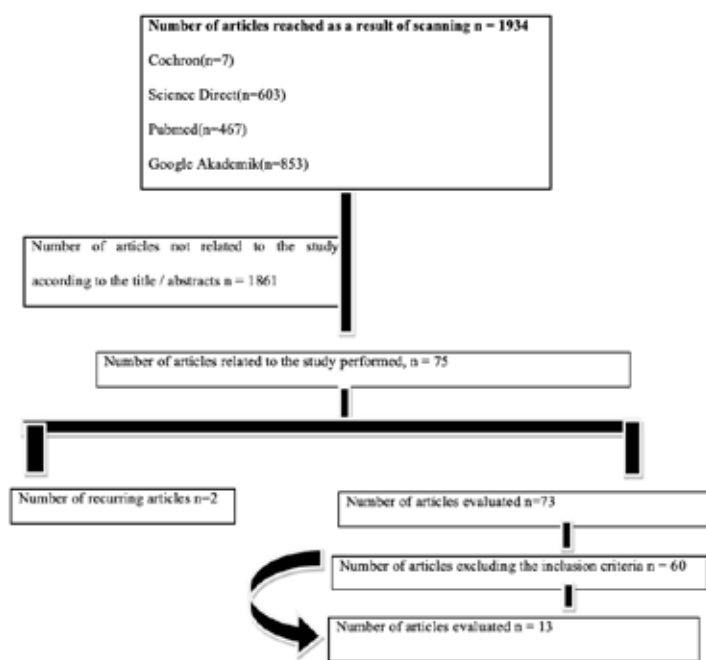 Number of articles reached as a result of scanning n = 1934
Cochron(n=7)
Science Direct(n=603)
Pubmed(n=467)
Google Akademik(n=853)
Number of articles not related to the study
according to the title / abstracts n = 1861
Number of articles related to the study performed, n = 75
Number of recurring articles n=2
Number of articles evaluated n=73
Number of articles excluding the inclusion criteria n = 60
Number of articles evaluated n = 13